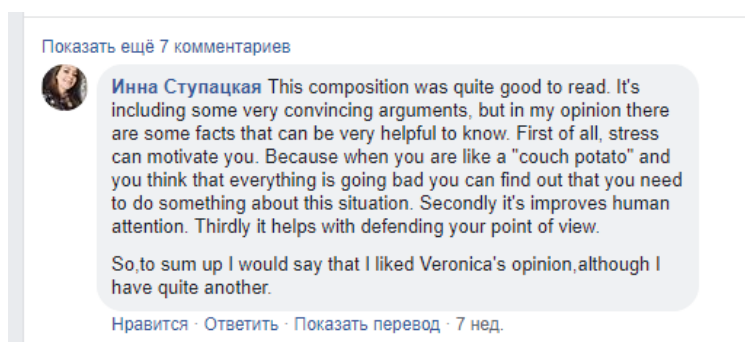 Показать ещё 7 комментариев
Инна Ступацкая This composition was quite good to read. It's
including some very convincing arguments, but in my opinion there
are some facts that can be very helpful to know. First of all, stress
can motivate you. Because when you are like a "couch potato" and
you think that everything is going bad you can find out that you need
to do something about this situation. Secondly it's improves human
attention. Thirdly it helps with defending your point of view.
So,to sum up I would say that I liked Veronica's opinion,although I
have quite another.
Нравится · Ответить · Показать перевод · 7 нед.